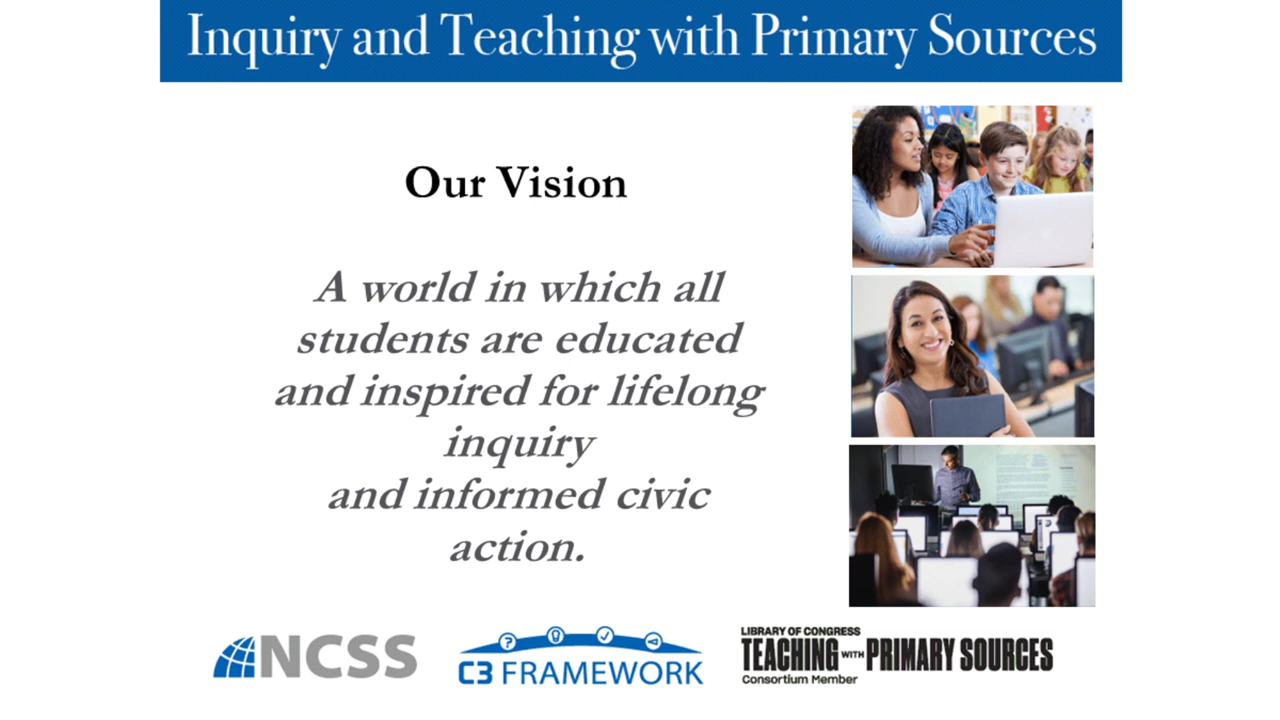 Inquiry and Teaching with Primary Sources
Our Vision
A world in which all
students are educated
and inspired for lifelong
inquiry
and informed civic
action.
NCSS
C3 FRAMEWORK
LIBRARY OF CONGRESS
TEACHING WITH PRIMARY SOURCES
Consortium Member